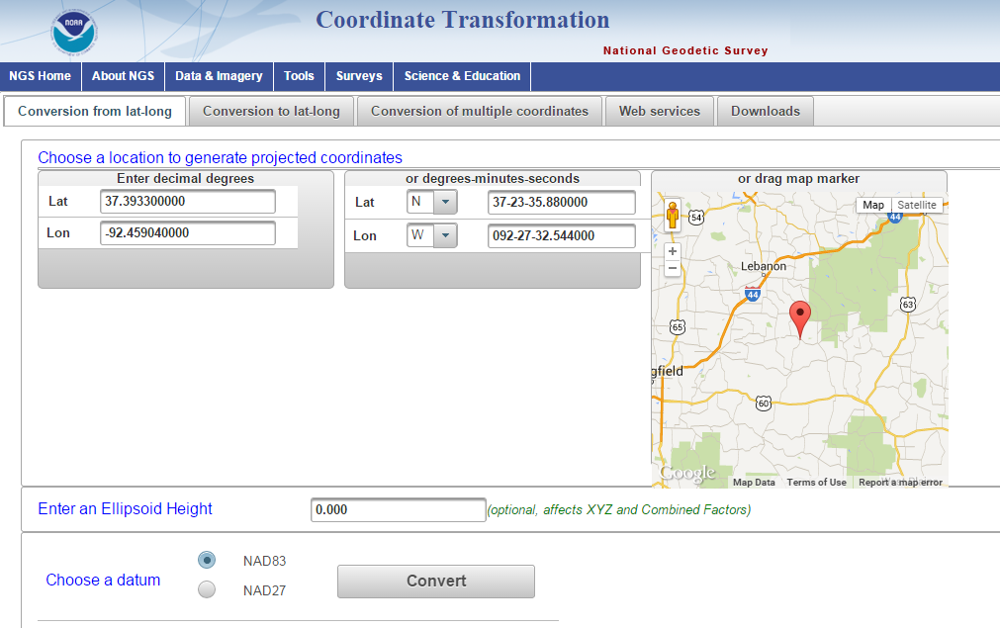 NOAA
Coordinate Transformation
National Geodetic Survey
NGS Home About NGS Data & Imagery Tools Surveys Science & Education
Conversion from lat-long Conversion to lat-long Conversion of multiple coordinates Web services Downloads
Choose a location to generate projected coordinates
Enter decimal degrees
Lat 37.393300000
Lon -92.459040000
or degrees-minutes-seconds
Lat N 37-23-35.880000
Lon W 092-27-32.544000
or drag map marker
Map Satellite
54
44
+
−
Lebanon
44
63
65
gfield
60
Google
Map Data Terms of Use Report a map error
Enter an Ellipsoid Height 0.000 (optional, affects XYZ and Combined Factors)
Choose a datum
NAD83
NAD27
Convert